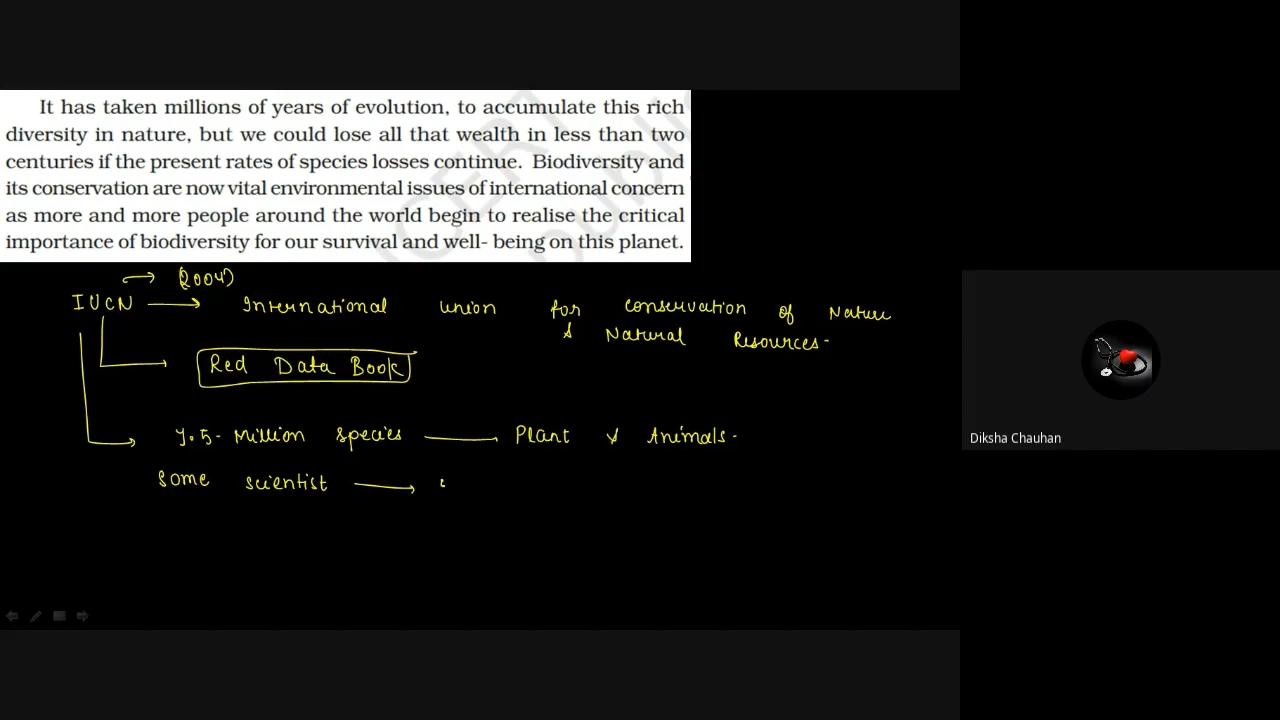 It has taken millions of years of evolution, to accumulate this rich
diversity in nature, but we could lose all that wealth in less than two
centuries if the present rates of species losses continue. Biodiversity and
its conservation are now vital environmental issues of international concern
as more and more people around the world begin to realise the critical
importance of biodiversity for our survival and well- being on this planet.
(2004)
IUCN → International union for conservation of Nature
& Natural Resources.
Red Data Book
1.5 - Million species — Plant & Animals.
some scientist →
Diksha Chauhan